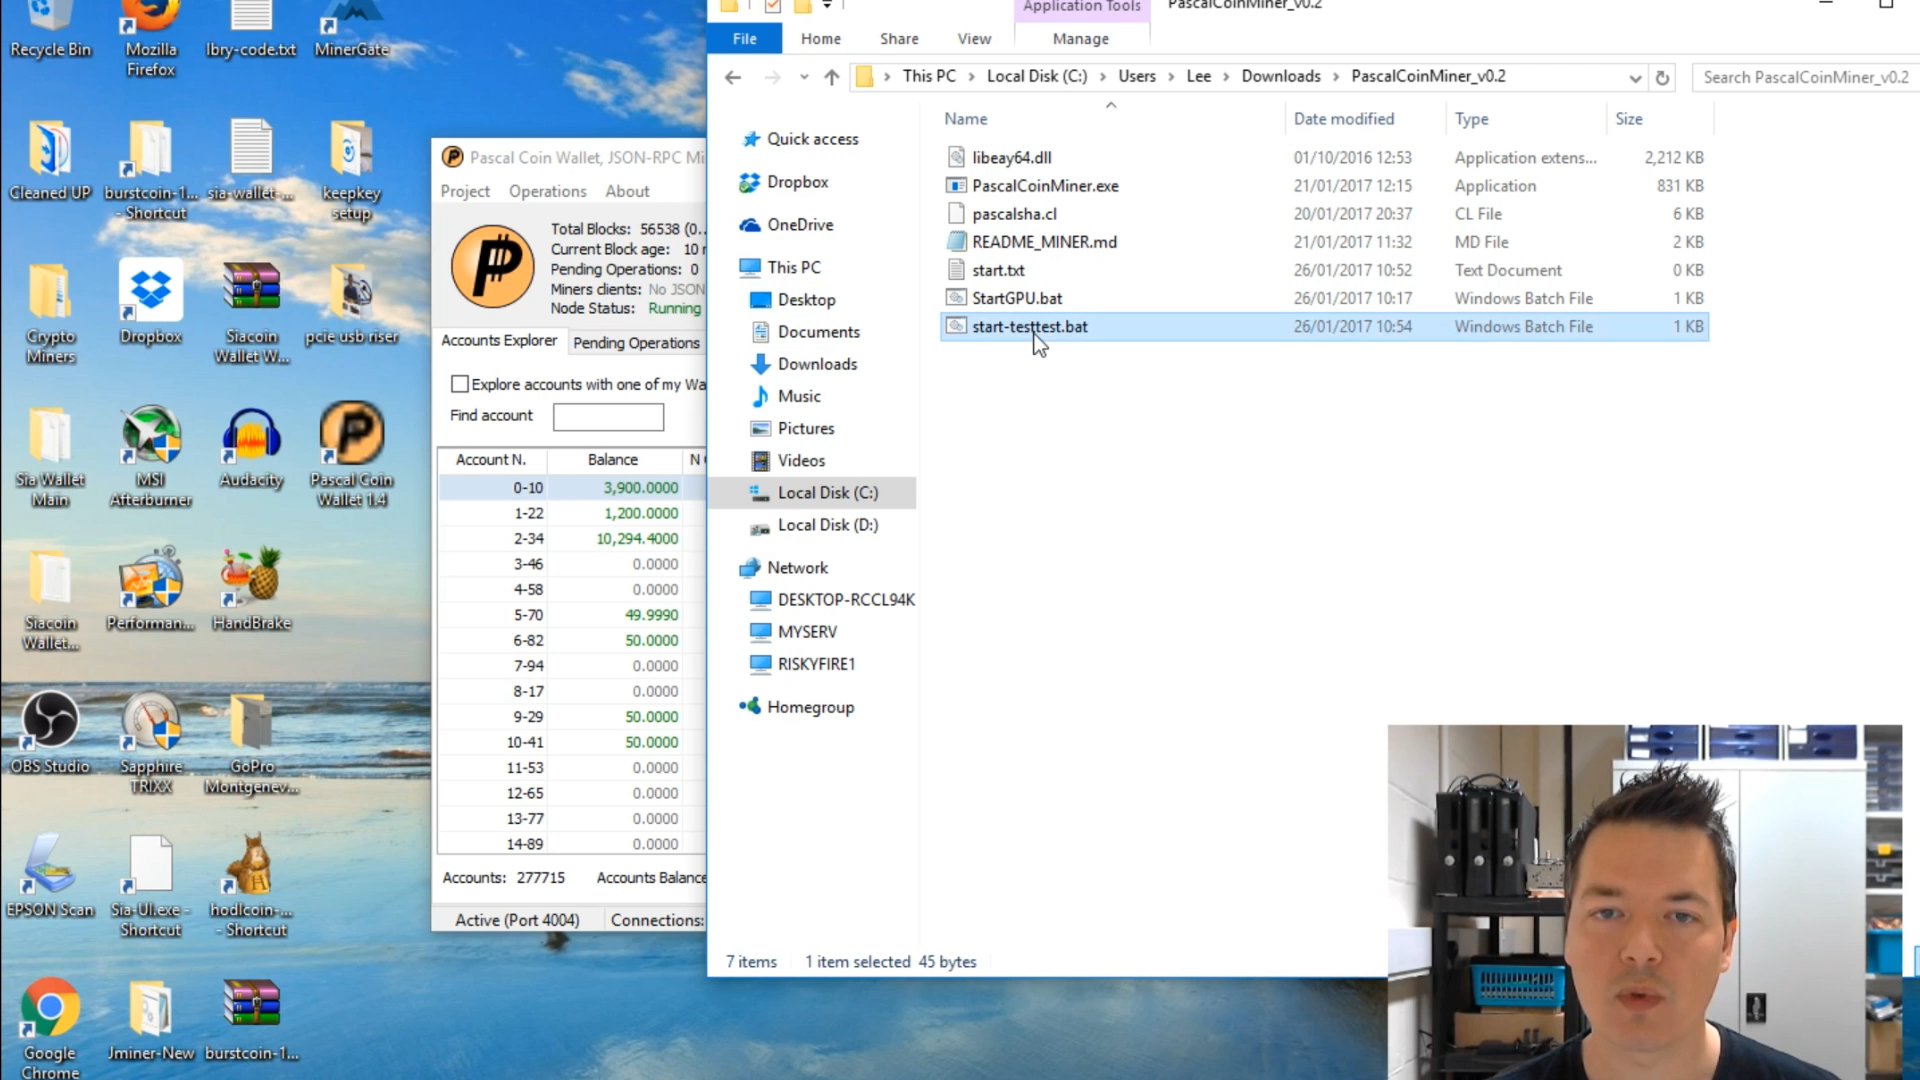 Recycle Bin
Mozilla
Firefox
lbry-code.txt
MinerGate
Cleaned UP
burstcoin-1...
- Shortcut
sia-wallet-...
keepkey
setup
Crypto
Miners
Dropbox
Siacoin
Wallet W...
pcie usb riser
Sia Wallet
Main
MSI
Afterburner
Audacity
Pascal Coin
Wallet 1.4
Siacoin
Wallet...
Performan...
HandBrake
OBS Studio
Sapphire
TRIXX
GoPro
Montgenev...
EPSON Scan
Sia-UI.exe -
Shortcut
hodlcoin-...
- Shortcut
Google
Chrome
Jminer-New
burstcoin-1...
Pascal Coin Wallet, JSON-RPC Mi
Project Operations About
Total Blocks: 56538 (0..
Current Block age: 10
Pending Operations: 0
Miners clients: No JSON
Node Status: Running
Accounts Explorer Pending Operations
Explore accounts with one of my Wa
Find account
Account N. Balance N
0-10 3,900.0000
1-22 1,200.0000
2-34 10,294.4000
3-46 0.0000
4-58 0.0000
5-70 49.9990
6-82 50.0000
7-94 0.0000
8-17 0.0000
9-29 50.0000
10-41 50.0000
11-53 0.0000
12-65 0.0000
13-77 0.0000
14-89 0.0000
Accounts: 277715 Accounts Balance
Active (Port 4004) Connections:
Application Tools PascalCoinMiner_v0.2
File Home Share View Manage
This PC Local Disk (C:) Users Lee Downloads PascalCoinMiner_v0.2
Search PascalCoinMiner_v0.2
Quick access
Dropbox
OneDrive
This PC
Desktop
Documents
Downloads
Music
Pictures
Videos
Local Disk (C:)
Local Disk (D:)
Network
DESKTOP-RCCL94K
MYSERV
RISKYFIRE1
Homegroup
Name Date modified Type Size
libeay64.dll 01/10/2016 12:53 Application extens... 2,212 KB
PascalCoinMiner.exe 21/01/2017 12:15 Application 831 KB
pascalsha.cl 20/01/2017 20:37 CL File 6 KB
README_MINER.md 21/01/2017 11:32 MD File 2 KB
start.txt 26/01/2017 10:52 Text Document 0 KB
StartGPU.bat 26/01/2017 10:17 Windows Batch File 1 KB
start-testtest.bat 26/01/2017 10:54 Windows Batch File 1 KB
7 items 1 item selected 45 bytes